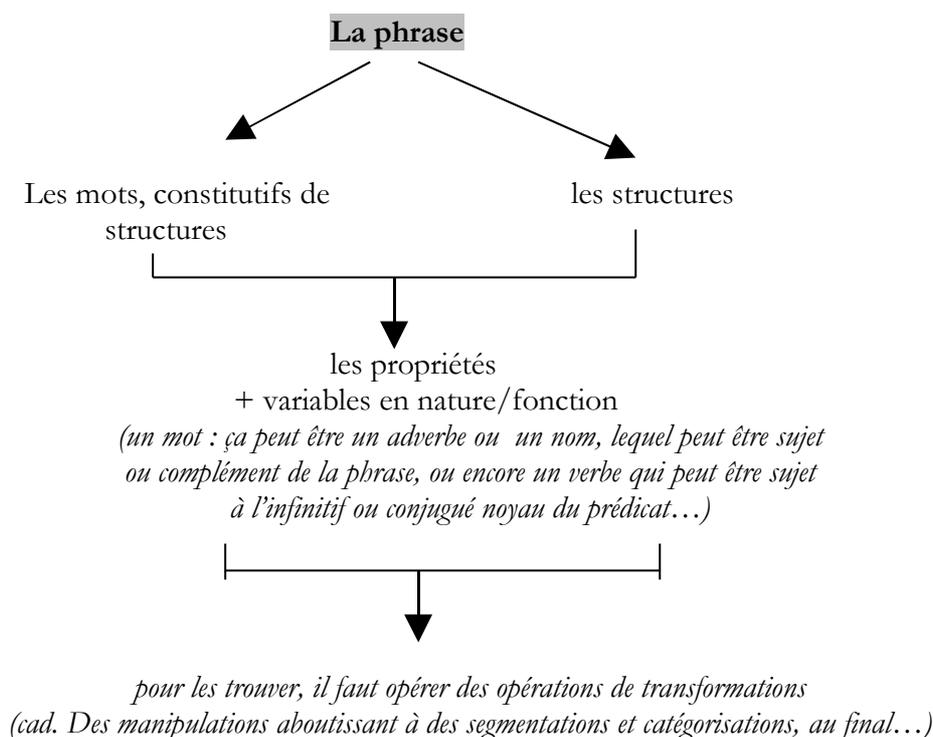 La phrase
Les mots, constitutifs de
structures
les structures
les propriétés
+ variables en nature/fonction
(un mot : ça peut être un adverbe ou un nom, lequel peut être sujet
ou complément de la phrase, ou encore un verbe qui peut être sujet
à l’infinitif ou conjugué noyau du prédicat…)
pour les trouver, il faut opérer des opérations de transformations
(cad. Des manipulations aboutissant à des segmentations et catégorisations, au final…)